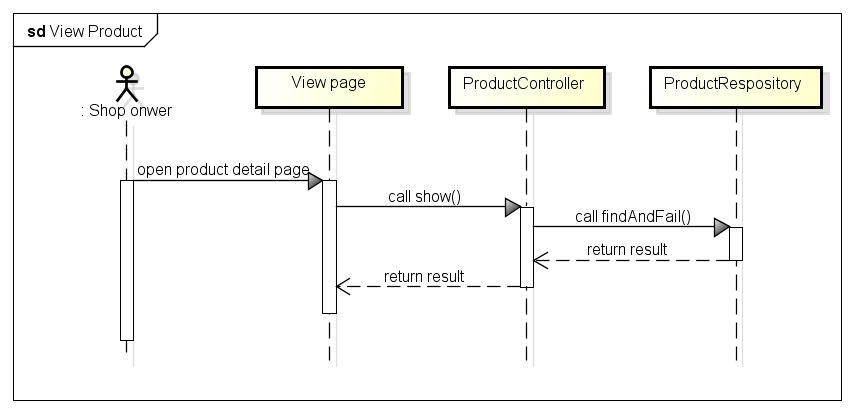 sd View Product
: Shop onwer
View page
ProductController
ProductRespository
open product detail page
call show()
call findAndFail()
return result
return result